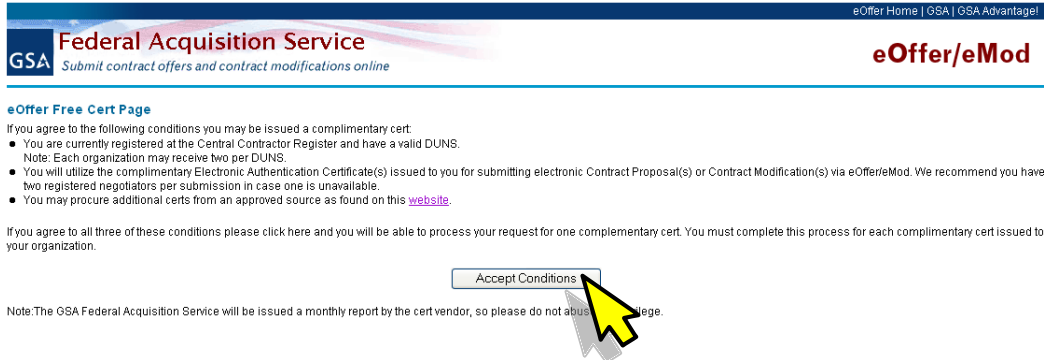 eOffer Home | GSA | GSA Advantage!
GSA
Federal Acquisition Service
Submit contract offers and contract modifications online
eOffer/eMod
eOffer Free Cert Page
If you agree to the following conditions you may be issued a complimentary cert:
You are currently registered at the Central Contractor Register and have a valid DUNS.
Note: Each organization may receive two per DUNS.
You will utilize the complimentary Electronic Authentication Certificate(s) issued to you for submitting electronic Contract Proposal(s) or Contract Modification(s) via eOffer/eMod. We recommend you have
two registered negotiators per submission in case one is unavailable.
You may procure additional certs from an approved source as found on this website.
If you agree to all three of these conditions please click here and you will be able to process your request for one complementary cert. You must complete this process for each complimentary cert issued to
your organization.
Accept Conditions
Note:The GSA Federal Acquisition Service will be issued a monthly report by the cert vendor, so please do not